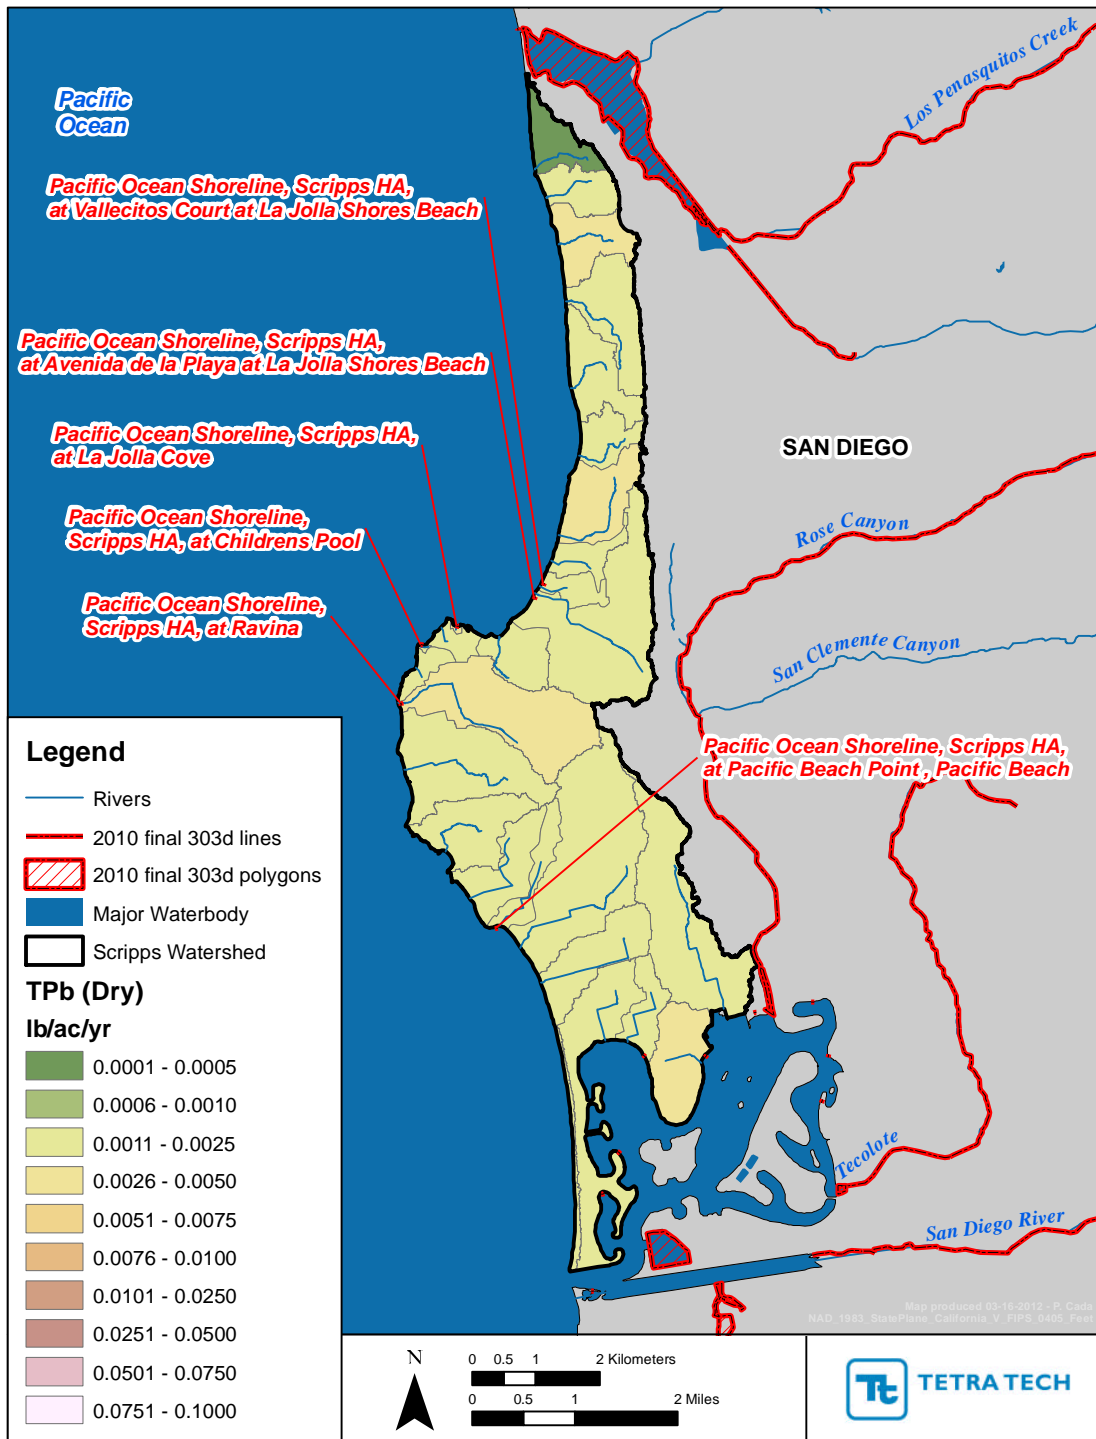 Pacific
Ocean
Los Penasquitos Creek
Pacific Ocean Shoreline, Scripps HA,
at Vallecitos Court at La Jolla Shores Beach
Pacific Ocean Shoreline, Scripps HA,
at Avenida de la Playa at La Jolla Shores Beach
Pacific Ocean Shoreline, Scripps HA,
at La Jolla Cove
SAN DIEGO
Pacific Ocean Shoreline,
Scripps HA, at Childrens Pool
Rose Canyon
Pacific Ocean Shoreline,
Scripps HA, at Ravina
San Clemente Canyon
Pacific Ocean Shoreline, Scripps HA,
at Pacific Beach Point , Pacific Beach
Tecolote
San Diego River
Legend
Rivers
2010 final 303d lines
2010 final 303d polygons
Major Waterbody
Scripps Watershed
TPb (Dry)
lb/ac/yr
0.0001 - 0.0005
0.0006 - 0.0010
0.0011 - 0.0025
0.0026 - 0.0050
0.0051 - 0.0075
0.0076 - 0.0100
0.0101 - 0.0250
0.0251 - 0.0500
0.0501 - 0.0750
0.0751 - 0.1000
Map produced 03-16-2012 - P. Cada
NAD_1983_StatePlane_California_V_FIPS_0405_Feet
N
0 0.5 1 2 Kilometers
0 0.5 1 2 Miles
Tt TETRA TECH